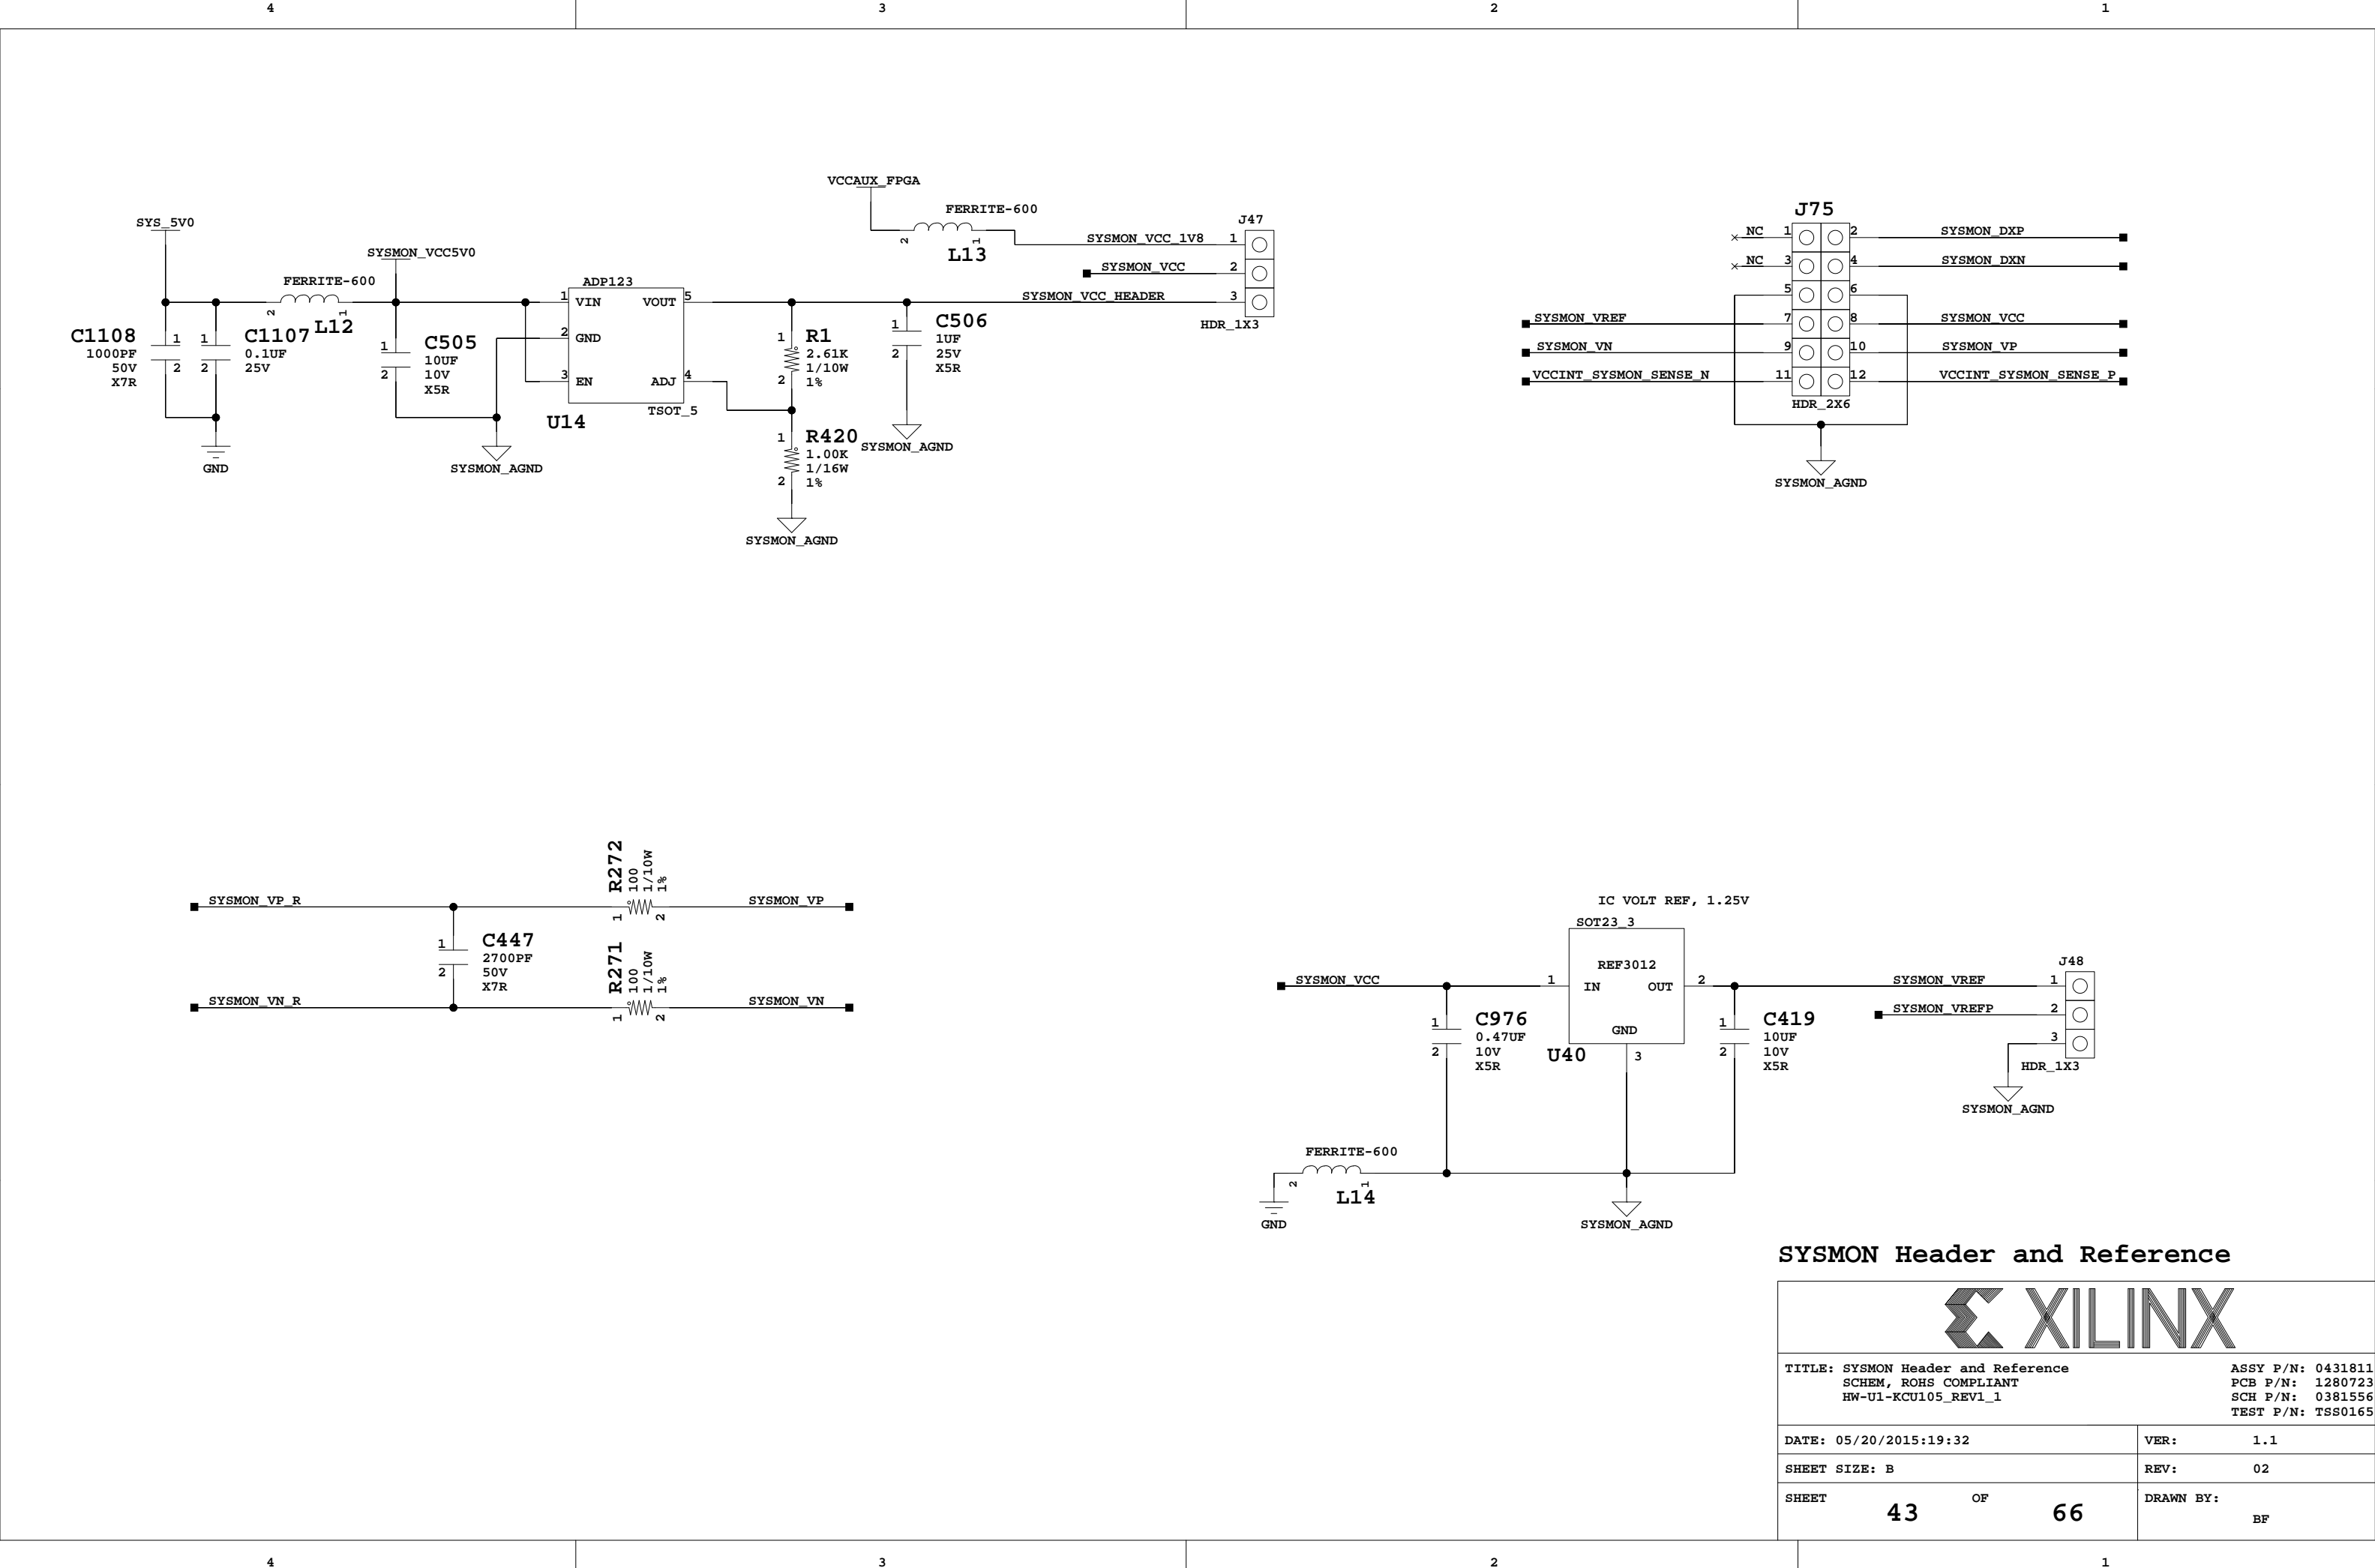 4 3 2 1
VCCAUX_FPGA
FERRITE-600
L13
2 1
J47
SYSMON_VCC_1V8 1
SYSMON_VCC 2
SYSMON_VCC_HEADER 3
HDR_1X3
SYS_5V0
SYSMON_VCC5V0
FERRITE-600
2 1
L12
C1108
1000PF
50V
X7R
1
2
C1107
0.1UF
25V
1
2
GND
C505
10UF
10V
X5R
1
2
SYSMON_AGND
ADP123
1 VIN VOUT 5
2 GND
3 EN ADJ 4
TSOT_5
U14
R1
2.61K
1/10W
1%
1
2
R420
1.00K
1/16W
1%
1
2
SYSMON_AGND
C506
1UF
25V
X5R
1
2
SYSMON_AGND
J75
NC 1 2 SYSMON_DXP
NC 3 4 SYSMON_DXN
5 6
SYSMON_VREF 7 8 SYSMON_VCC
SYSMON_VN 9 10 SYSMON_VP
VCCINT_SYSMON_SENSE_N 11 12 VCCINT_SYSMON_SENSE_P
HDR_2X6
SYSMON_AGND
R272
100
1/10W
1%
SYSMON_VP_R 1 2 SYSMON_VP
C447
2700PF
50V
X7R
1
2
R271
100
1/10W
1%
SYSMON_VN_R 1 2 SYSMON_VN
IC VOLT REF, 1.25V
SOT23_3
REF3012
SYSMON_VCC 1 IN OUT 2 SYSMON_VREF
GND
3
U40
C976
0.47UF
10V
X5R
1
2
C419
10UF
10V
X5R
1
2
J48
1
SYSMON_VREFP 2
3
HDR_1X3
SYSMON_AGND
FERRITE-600
2 1
L14
GND
SYSMON_AGND
SYSMON Header and Reference
XILINX
TITLE: SYSMON Header and Reference
SCHEM, ROHS COMPLIANT
HW-U1-KCU105_REV1_1
ASSY P/N: 0431811
PCB P/N: 1280723
SCH P/N: 0381556
TEST P/N: TSS0165
DATE: 05/20/2015:19:32
VER: 1.1
SHEET SIZE: B
REV: 02
SHEET 43 OF 66
DRAWN BY:
BF
4 3 2 1